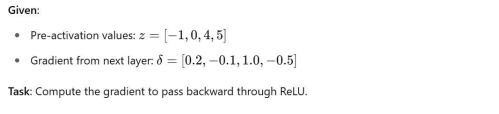 Given:
• Pre-activation values: z = [−1, 0, 4, 5]
• Gradient from next layer: δ = [0.2, −0.1, 1.0, −0.5]
Task: Compute the gradient to pass backward through ReLU.